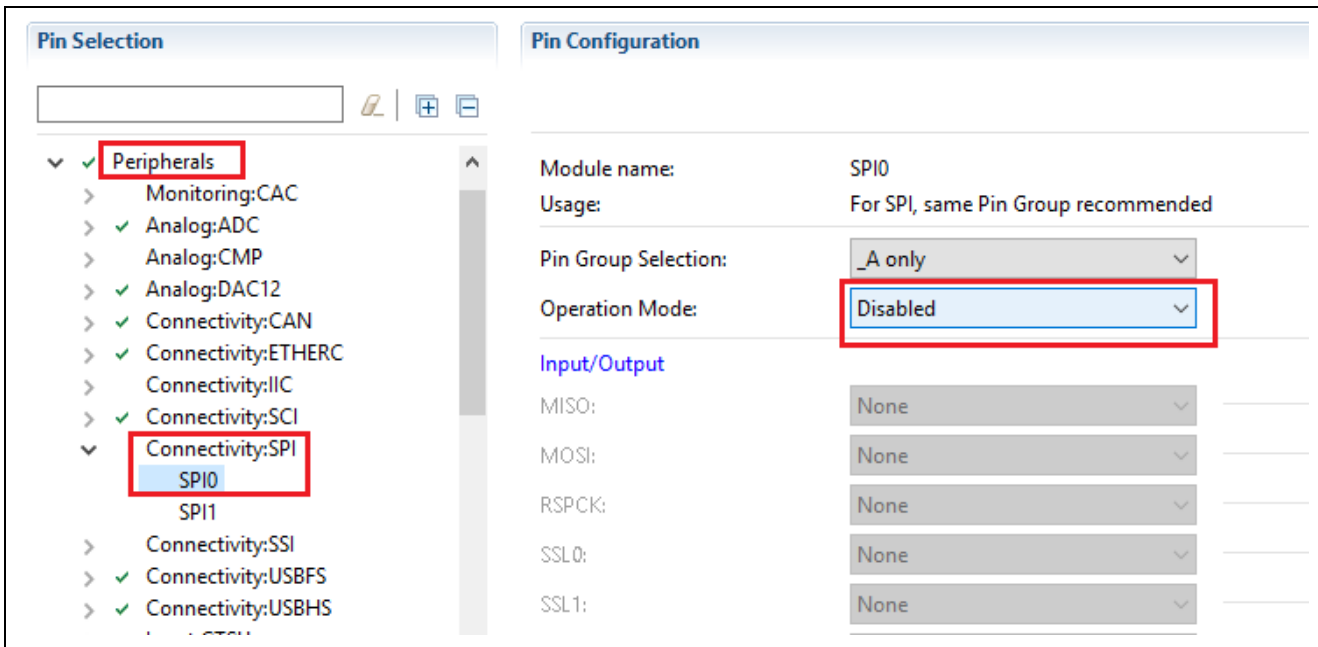 Pin Selection
Peripherals
Monitoring:CAC
Analog:ADC
Analog:CMP
Analog:DAC12
Connectivity:CAN
Connectivity:ETHERC
Connectivity:IIC
Connectivity:SCI
Connectivity:SPI
SPI0
SPI1
Connectivity:SSI
Connectivity:USBFS
Connectivity:USBHS
Pin Configuration
Module name: SPI0
Usage: For SPI, same Pin Group recommended
Pin Group Selection: _A only
Operation Mode: Disabled
Input/Output
MISO: None
MOSI: None
RSPCK: None
SSL0: None
SSL1: None